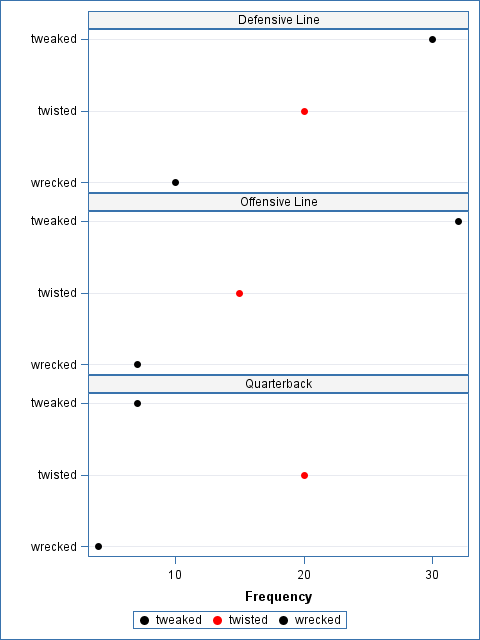 Defensive Line
tweaked
twisted
wrecked
Offensive Line
tweaked
twisted
wrecked
Quarterback
tweaked
twisted
wrecked
10 20 30
Frequency
tweaked twisted wrecked